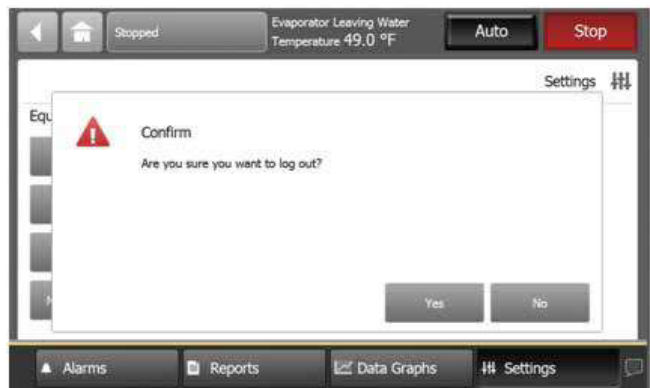 Stopped
Evaporator Leaving Water
Temperature 49.0 °F
Auto
Stop
Settings
Equ
Confirm
Are you sure you want to log out?
Yes
No
Alarms
Reports
Data Graphs
Settings